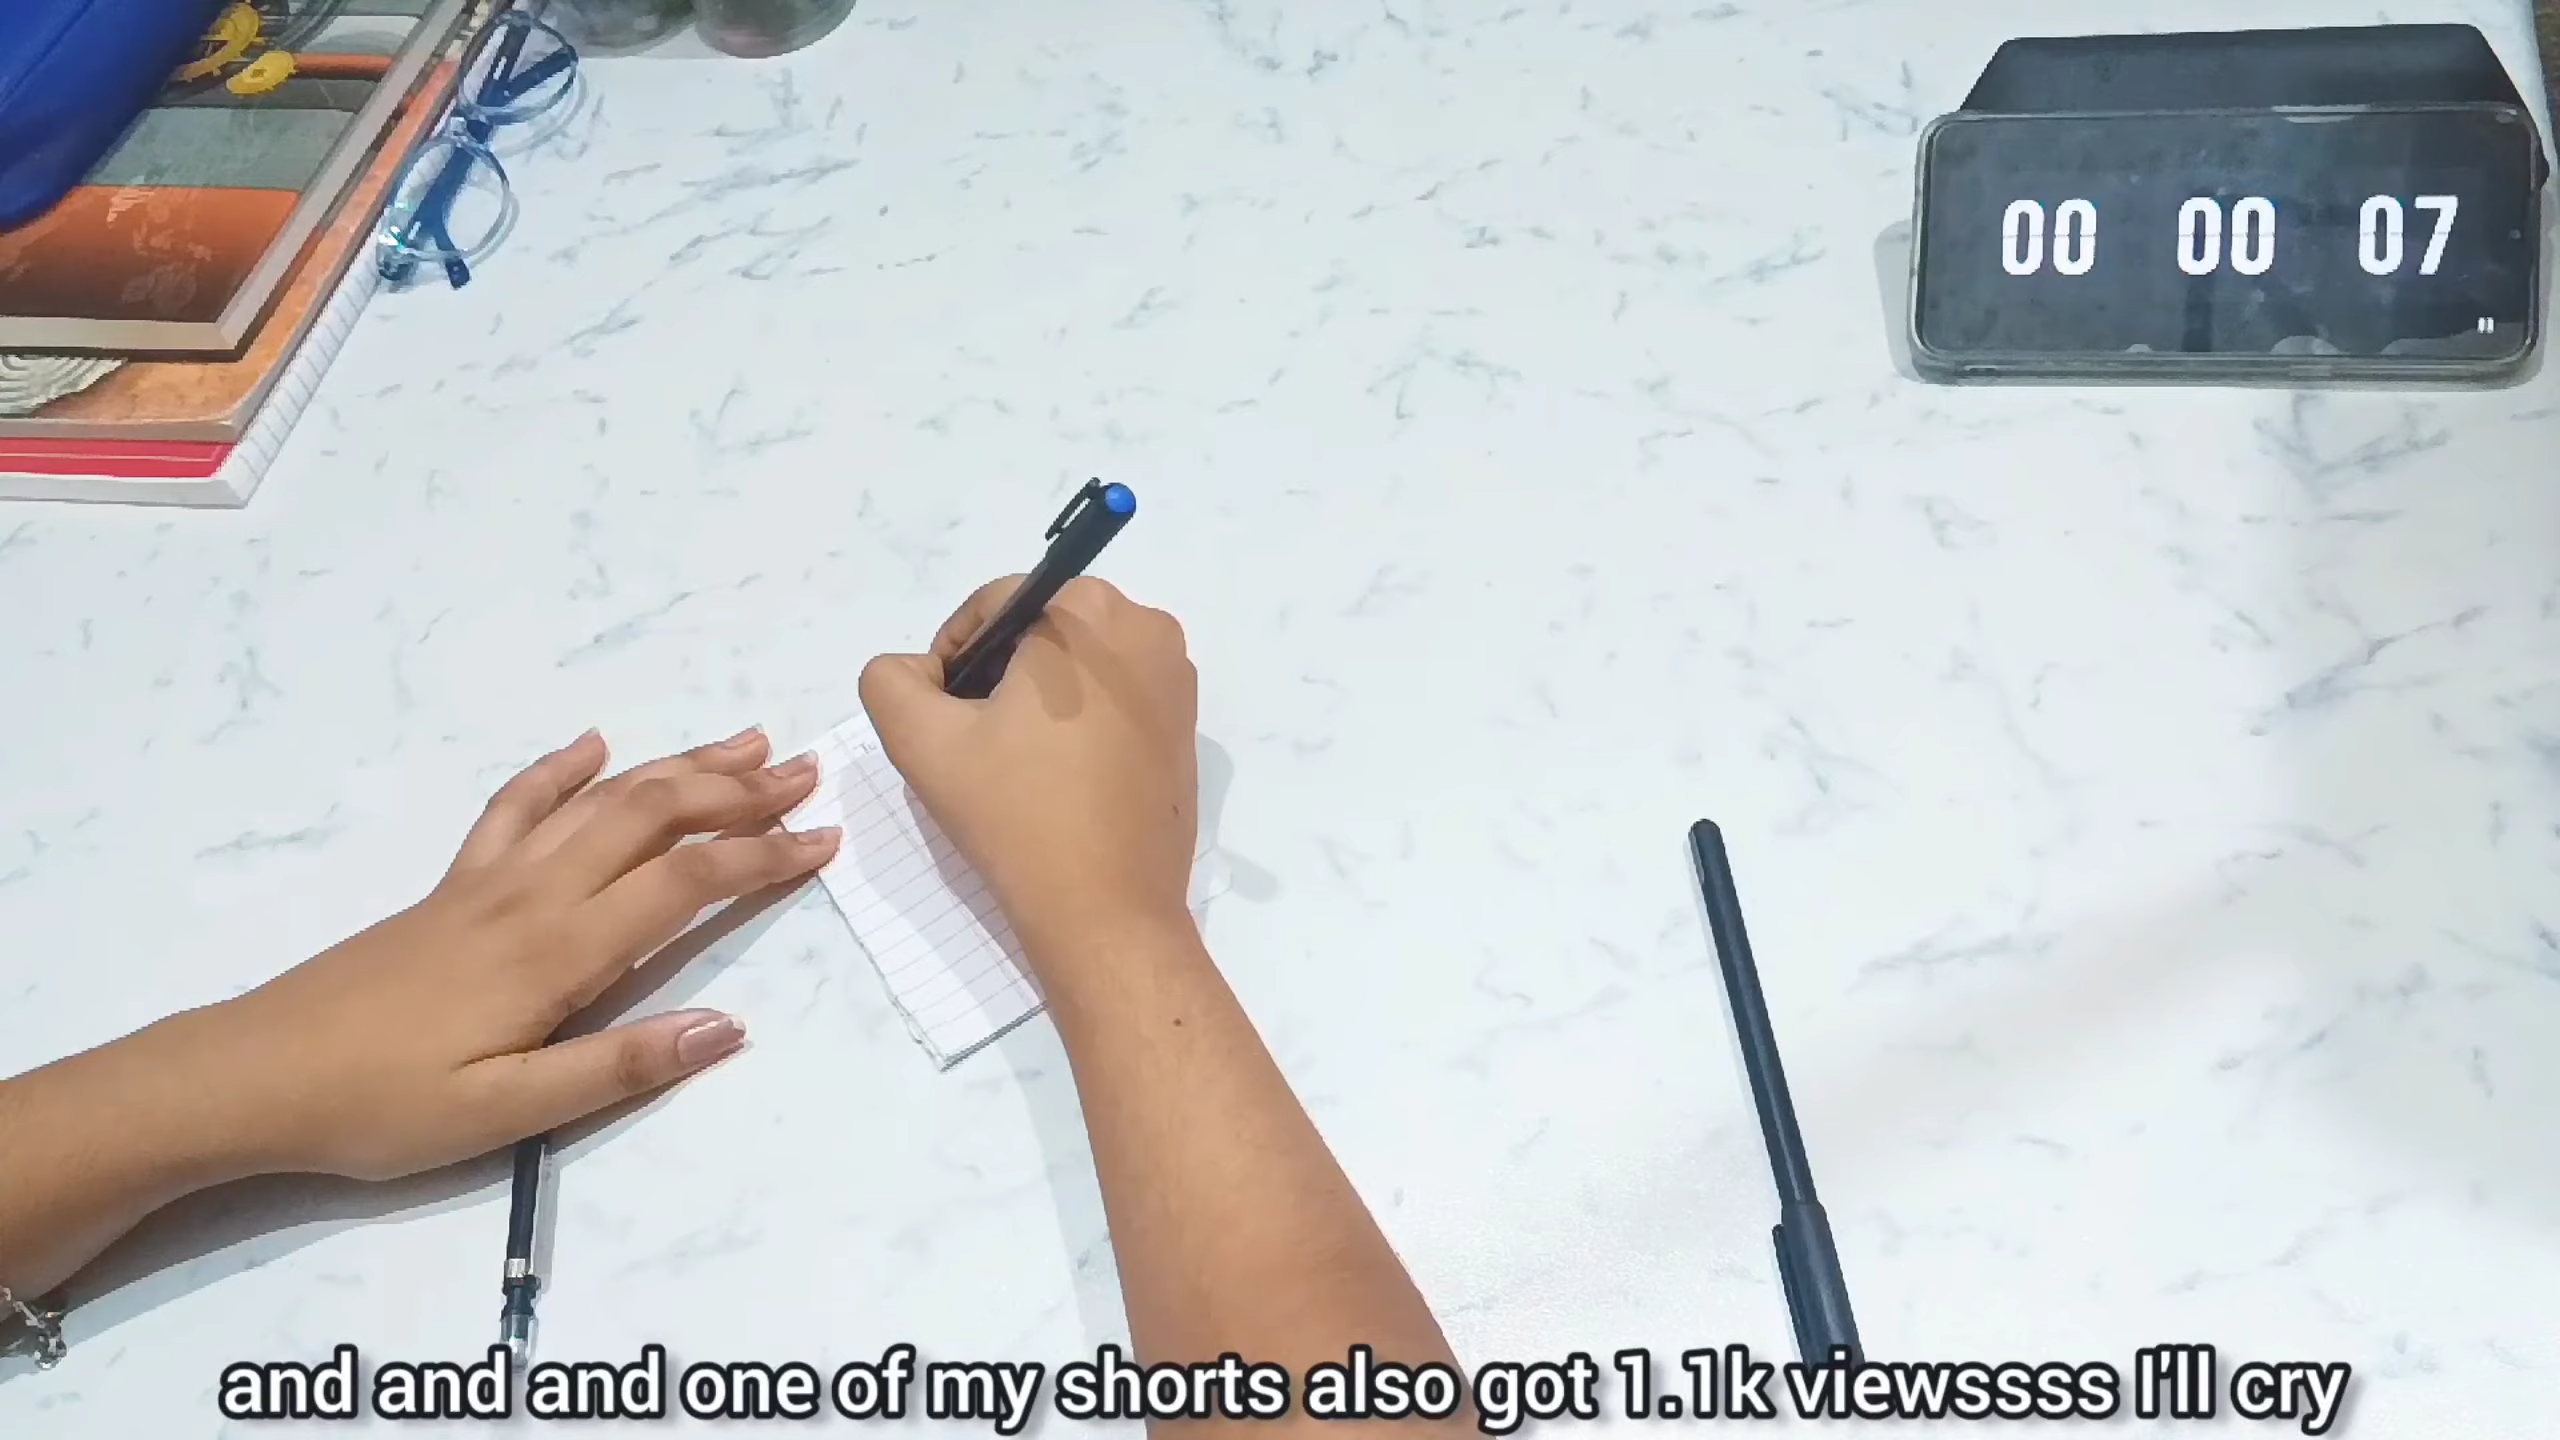 00 00 07
and and and one of my shorts also got 1.1k viewssss I'll cry